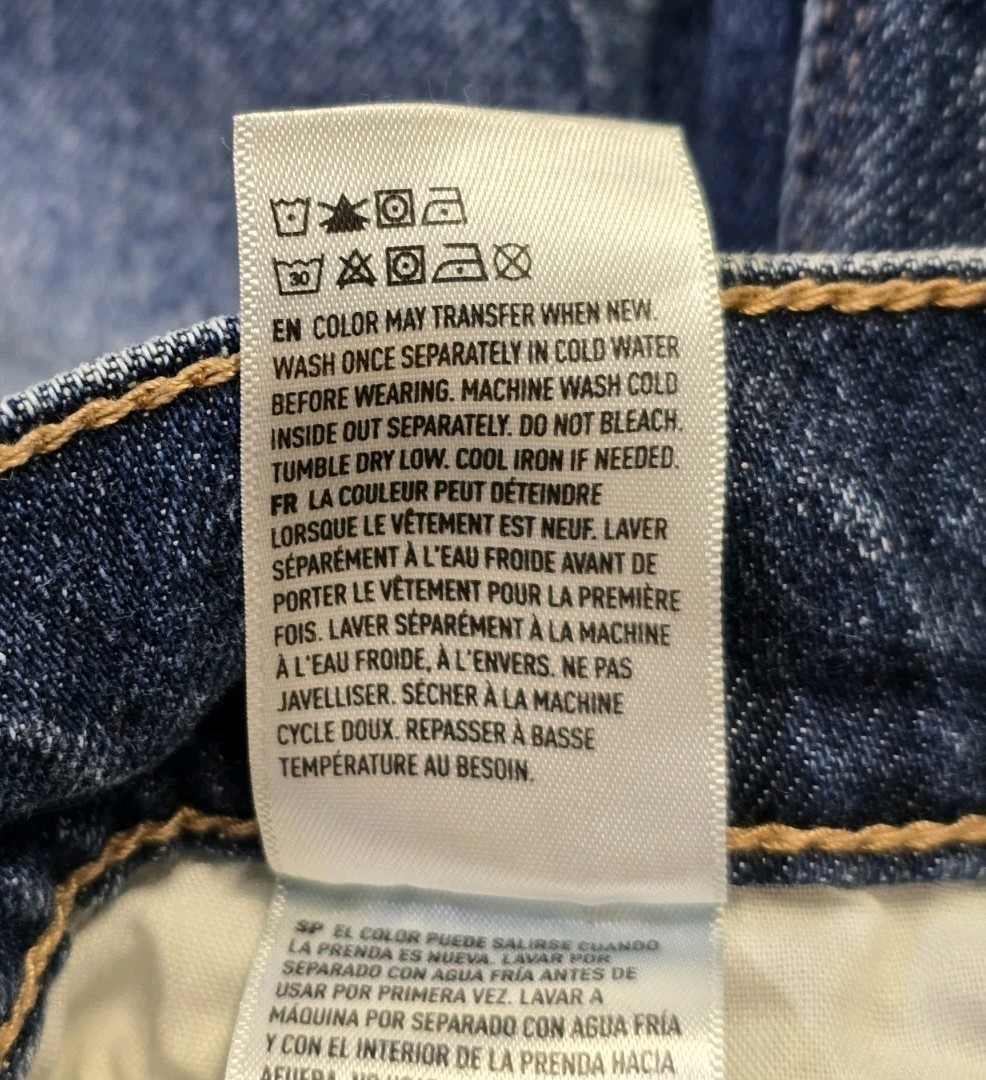 30
EN COLOR MAY TRANSFER WHEN NEW.
WASH ONCE SEPARATELY IN COLD WATER
BEFORE WEARING. MACHINE WASH COLD
INSIDE OUT SEPARATELY. DO NOT BLEACH.
TUMBLE DRY LOW. COOL IRON IF NEEDED.
FR LA COULEUR PEUT DÉTEINDRE
LORSQUE LE VÊTEMENT EST NEUF. LAVER
SÉPARÉMENT À L'EAU FROIDE AVANT DE
PORTER LE VÊTEMENT POUR LA PREMIÈRE
FOIS. LAVER SÉPARÉMENT À LA MACHINE
À L'EAU FROIDE, À L'ENVERS. NE PAS
JAVELLISER. SÉCHER À LA MACHINE
CYCLE DOUX. REPASSER À BASSE
TEMPÉRATURE AU BESOIN.
SP EL COLOR PUEDE SALIRSE CUANDO
LA PRENDA ES NUEVA. LAVAR POR
SEPARADO CON AGUA FRÍA ANTES DE
USAR POR PRIMERA VEZ. LAVAR A
MÁQUINA POR SEPARADO CON AGUA FRÍA
Y CON EL INTERIOR DE LA PRENDA HACIA
AFUERA. NO